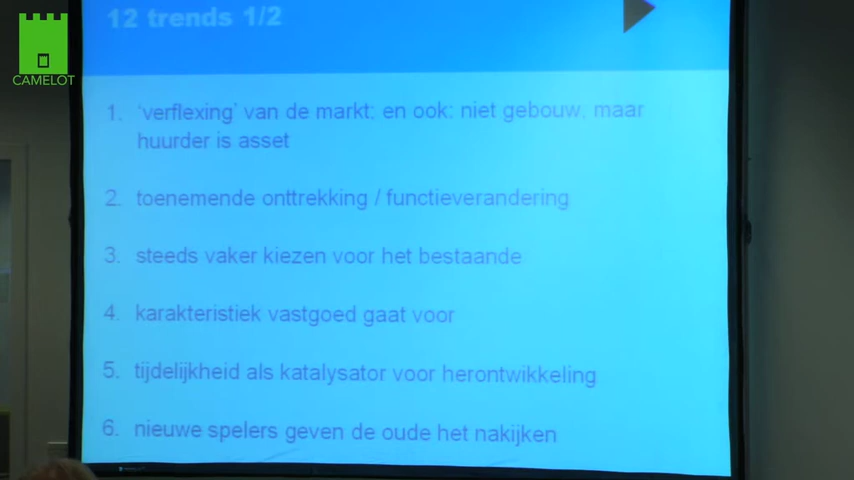 CAMELOT
12 trends 1/2
1. 'verflexing' van de markt; en ook: niet gebouw, maar
huurder is asset
2. toenemende onttrekking / functieverandering
3. steeds vaker kiezen voor het bestaande
4. karakteristiek vastgoed gaat voor
5. tijdelijkheid als katalysator voor herontwikkeling
6. nieuwe spelers geven de oude het nakijken